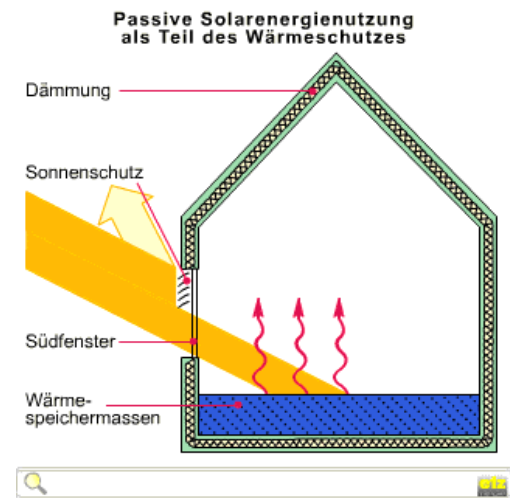 Passive Solarenergienutzung
als Teil des Wärmeschutzes
Dämmung
Sonnenschutz
Südfenster
Wärme-
speichermassen